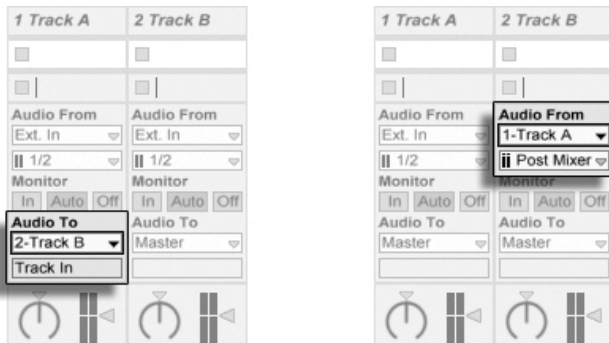 1 Track A
2 Track B
Audio From
Audio From
Ext. In
Ext. In
1/2
1/2
Monitor
Monitor
In Auto Off
In Auto Off
Audio To
Audio To
2-Track B
Master
Track In
1 Track A
2 Track B
Audio From
Audio From
Ext. In
1-Track A
1/2
Post Mixer
Monitor
Monitor
In Auto Off
In Auto Off
Audio To
Audio To
Master
Master